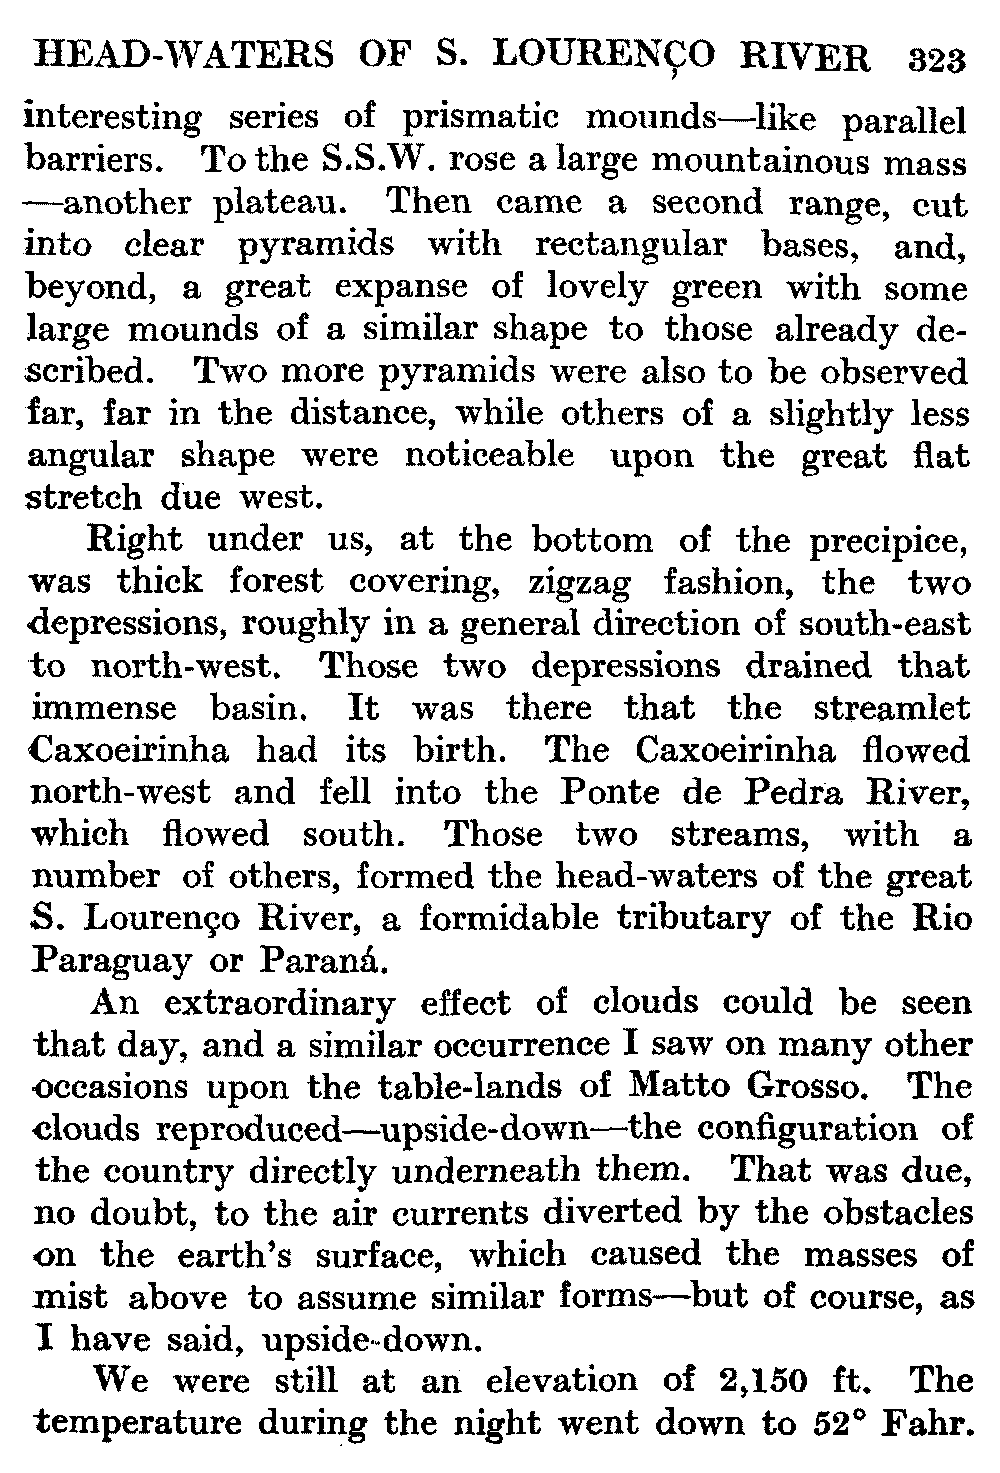 HEAD-WATERS OF S. LOURENÇO RIVER 323
interesting series of prismatic mounds—like parallel
barriers. To the S.S.W. rose a large mountainous mass
—another plateau. Then came a second range, cut
into clear pyramids with rectangular bases, and,
beyond, a great expanse of lovely green with some
large mounds of a similar shape to those already de-
scribed. Two more pyramids were also to be observed
far, far in the distance, while others of a slightly less
angular shape were noticeable upon the great flat
stretch due west.
Right under us, at the bottom of the precipice,
was thick forest covering, zigzag fashion, the two
depressions, roughly in a general direction of south-east
to north-west. Those two depressions drained that
immense basin. It was there that the streamlet
Caxoeirinha had its birth. The Caxoeirinha flowed
north-west and fell into the Ponte de Pedra River,
which flowed south. Those two streams, with a
number of others, formed the head-waters of the great
S. Lourenço River, a formidable tributary of the Rio
Paraguay or Paraná.
An extraordinary effect of clouds could be seen
that day, and a similar occurrence I saw on many other
occasions upon the table-lands of Matto Grosso. The
clouds reproduced—upside-down—the configuration of
the country directly underneath them. That was due,
no doubt, to the air currents diverted by the obstacles
on the earth's surface, which caused the masses of
mist above to assume similar forms—but of course, as
I have said, upside-down.
We were still at an elevation of 2,150 ft. The
temperature during the night went down to 52° Fahr.